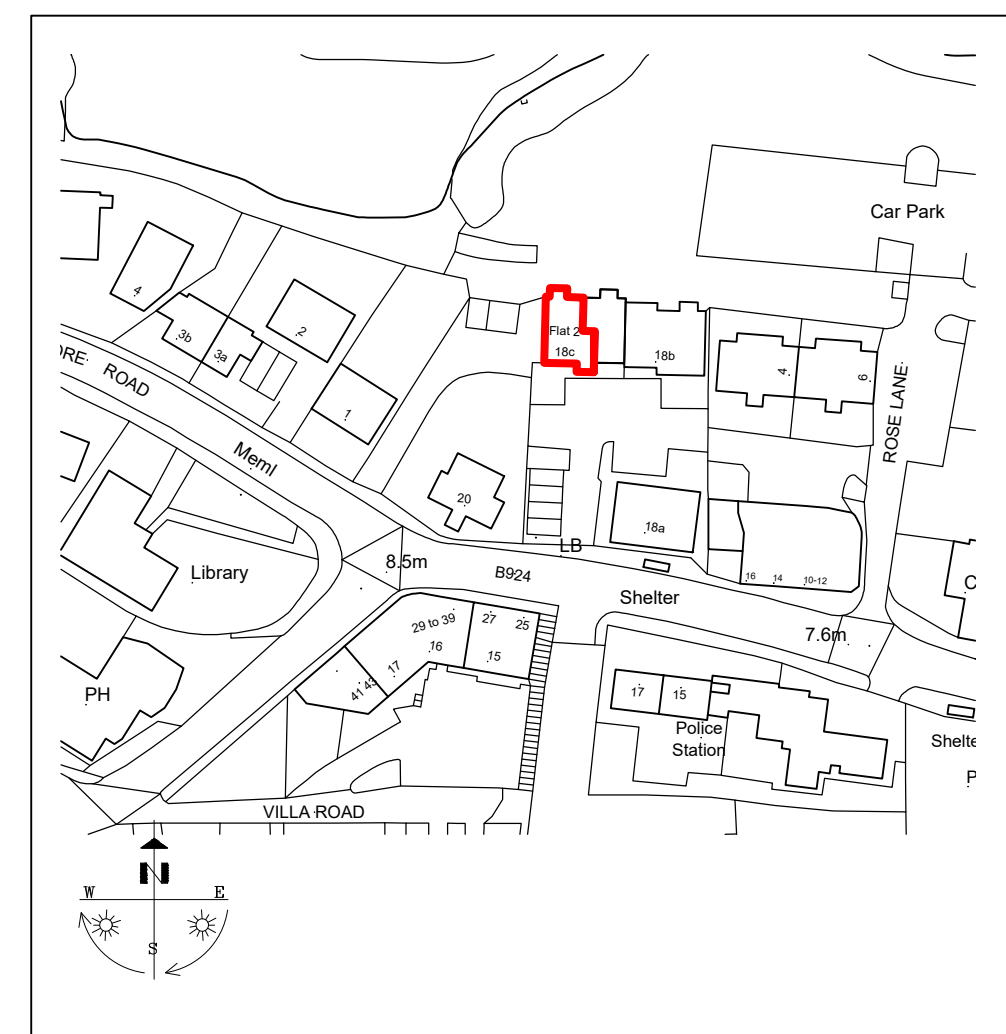 Car Park
4
3b
3a
2
1
Flat 2
18c
18b
4
6
ROSE LANE
ORE ROAD
Meml
20
18a
LB
8.5m
B924
Library
Shelter
16
14
10-12
C
7.6m
29 to 39
27
25
16
15
17
41 43
PH
17
15
Police
Station
Shelte
P
VILLA ROAD
N
W
E
S